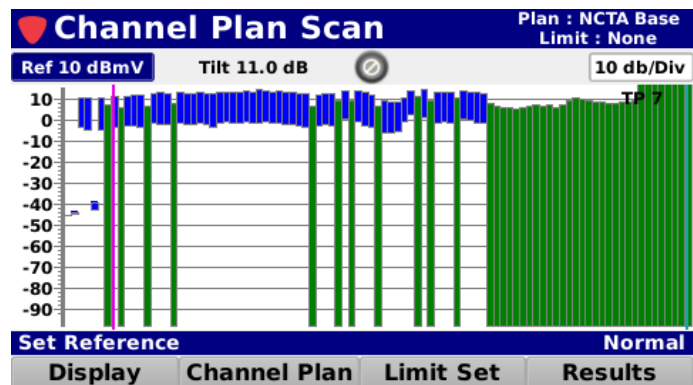 Channel Plan Scan
Plan : NCTA Base
Limit : None
Ref 10 dBmV
Tilt 11.0 dB
10 db/Div
TP 7
10
0
-10
-20
-30
-40
-50
-60
-70
-80
-90
Set Reference
Normal
Display
Channel Plan
Limit Set
Results